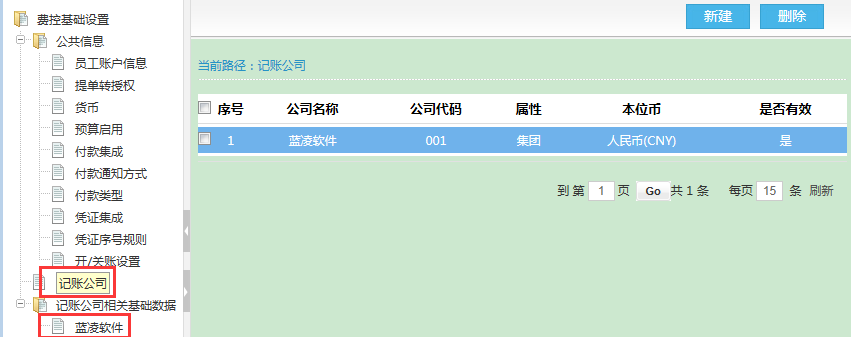 费控基础设置
公共信息
员工账户信息
提单转授权
货币
预算启用
付款集成
付款通知方式
付款类型
凭证集成
凭证序号规则
开/关账设置
记账公司
记账公司相关基础数据
蓝凌软件
新建 删除
当前路径：记账公司
序号 公司名称 公司代码 属性 本位币 是否有效
1 蓝凌软件 001 集团 人民币(CNY) 是
到 第 1 页 Go 共 1 条 每页 15 条 刷新